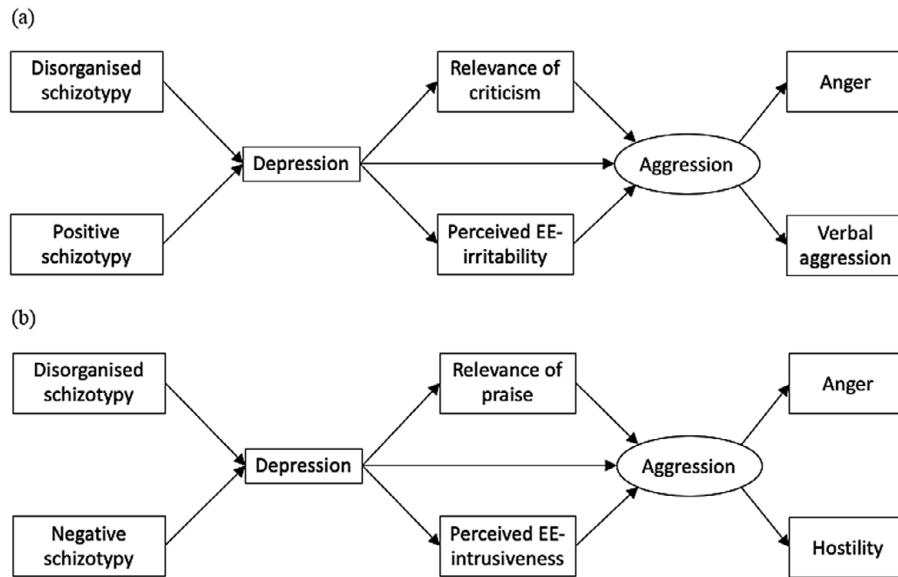 (a)
Disorganised
schizotypy
Relevance of
criticism
Anger
Depression
Aggression
Positive
schizotypy
Perceived EE-
irritability
Verbal
aggression
(b)
Disorganised
schizotypy
Relevance of
praise
Anger
Depression
Aggression
Negative
schizotypy
Perceived EE-
intrusiveness
Hostility